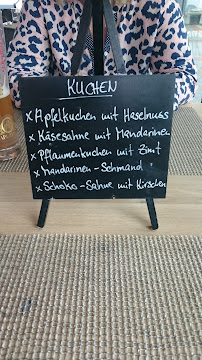 KUCHEN
x Apfelkuchen mit Haselnuss
x Käsesahne mit Mandarinen
x Pflaumenkuchen mit Zimt
x Mandarinen - Schmand
x Schoko - Sahne mit Kirschen